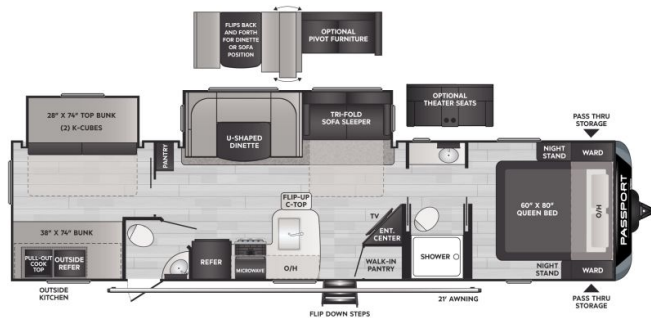 FLIPS BACK
AND FORTH
FOR DINETTE
OR SOFA
POSITION
OPTIONAL
PIVOT FURNITURE
28" X 74" TOP BUNK
(2) K-CUBES
PANTRY
U-SHAPED
DINETTE
TRI-FOLD
SOFA SLEEPER
OPTIONAL
THEATER SEATS
PASS THRU
STORAGE
NIGHT
STAND
WARD
60" X 80"
QUEEN BED
O/H
PASSPORT
FLIP-UP
C-TOP
TV
ENT.
CENTER
38" X 74" BUNK
PULL-OUT
COOK
TOP
OUTSIDE
REFER
REFER
MICROWAVE
O/H
WALK-IN
PANTRY
SHOWER
NIGHT
STAND
WARD
OUTSIDE
KITCHEN
21' AWNING
PASS THRU
STORAGE
FLIP DOWN STEPS